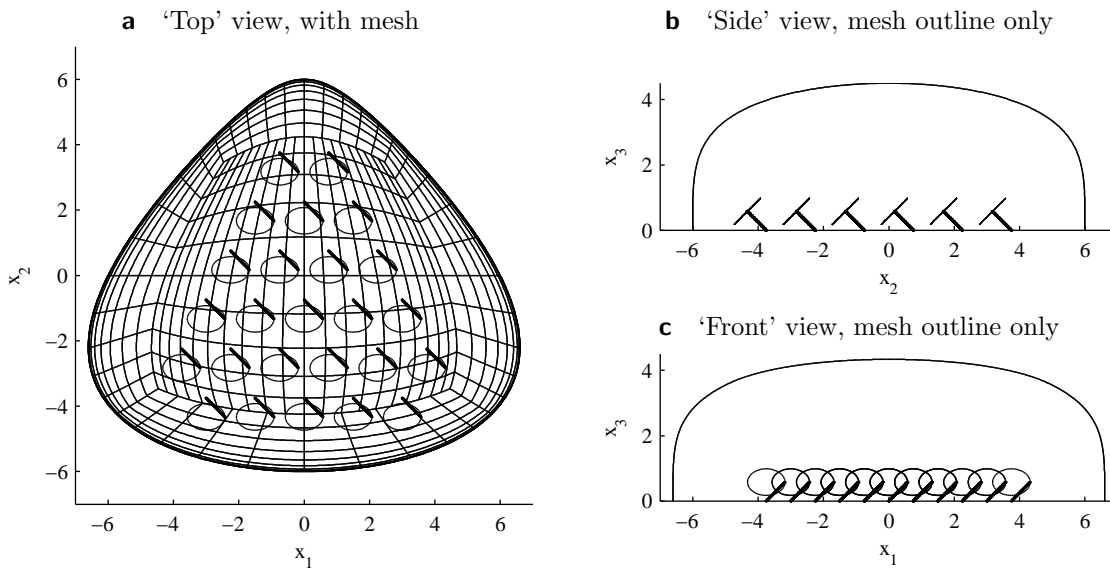 a ‘Top’ view, with mesh
6
4
2
0
−2
−4
−6
x2
−6 −4 −2 0 2 4 6
x1
b ‘Side’ view, mesh outline only
4
2
0
x3
−6 −4 −2 0 2 4 6
x2
c ‘Front’ view, mesh outline only
4
2
0
x3
−6 −4 −2 0 2 4 6
x1